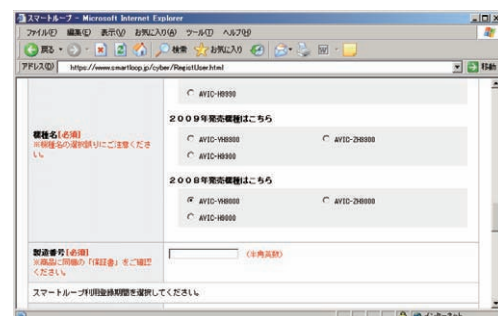 スマートループ - Microsoft Internet Explorer
ファイル(F) 編集(E) 表示(V) お気に入り(A) ツール(T) ヘルプ(H)
戻る 検索 お気に入り
アドレス(D) https://www.smartloop.jp/cyber/RegistUser.html 移動
AVIC-H9990
2009年発売機種はこちら
機種名[必須]
※機種名の選択誤りにご注意ください。
AVIC-VH9900 AVIC-ZH9900
AVIC-H9900
2008年発売機種はこちら
AVIC-VH9000 AVIC-ZH9000
AVIC-H9000
製造番号[必須] (半角英数)
※商品に同梱の「保証書」をご確認
ください。
スマートループ利用登録期間を選択してください。